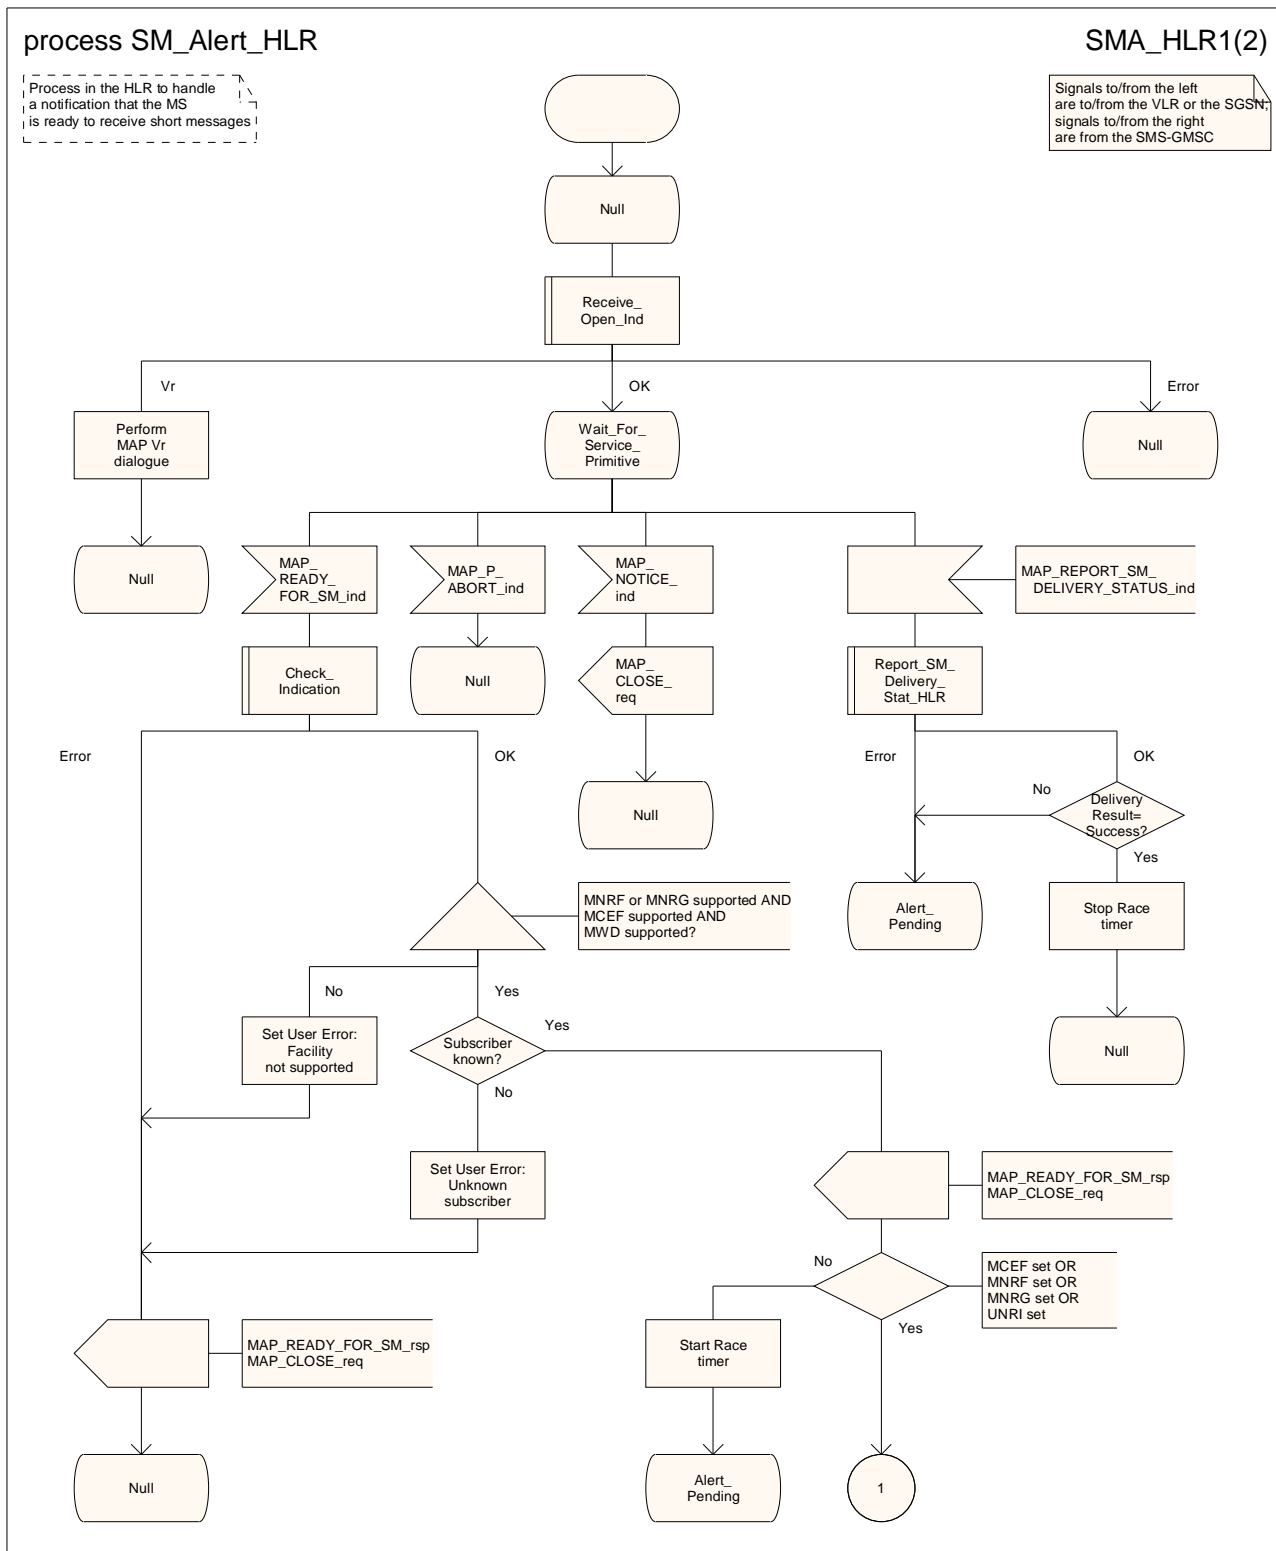 process SM_Alert_HLR
SMA_HLR1(2)
Process in the HLR to handle
a notification that the MS
is ready to receive short messages
Signals to/from the left
are to/from the VLR or the SGSN;
signals to/from the right
are from the SMS-GMSC
Null
Receive_
Open_Ind
Vr
OK
Error
Perform
MAP Vr
dialogue
Wait_For_
Service_
Primitive
Null
Null
MAP_
READY_
FOR_SM_ind
MAP_P_
ABORT_ind
MAP_
NOTICE_
ind
MAP_REPORT_SM_
DELIVERY_STATUS_ind
Check_
Indication
Null
MAP_
CLOSE_
req
Report_SM_
Delivery_
Stat_HLR
Error
OK
Error
OK
Null
No
Delivery
Result=
Success?
Yes
MNRF or MNRG supported AND
MCEF supported AND
MWD supported?
Alert_
Pending
Stop Race
timer
No
Yes
Set User Error:
Facility
not supported
Subscriber
known?
Yes
No
Null
Set User Error:
Unknown
subscriber
MAP_READY_FOR_SM_rsp
MAP_CLOSE_req
No
MCEF set OR
MNRF set OR
MNRG set OR
UNRI set
Yes
MAP_READY_FOR_SM_rsp
MAP_CLOSE_req
Start Race
timer
Null
Alert_
Pending
1